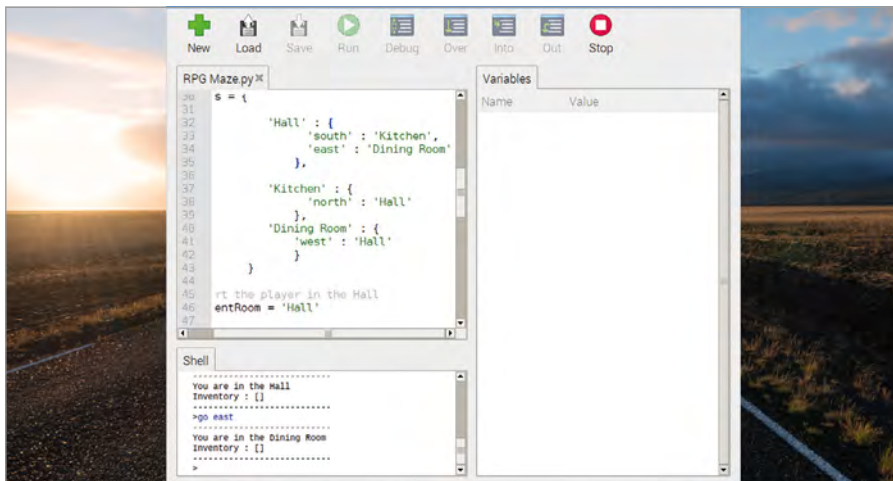 New Load Save Run Debug Over Into Out Stop
RPG Maze.py
30 s = {
31
32 'Hall' : {
33 'south' : 'Kitchen',
34 'east' : 'Dining Room'
35 },
36
37 'Kitchen' : {
38 'north' : 'Hall'
39 },
40 'Dining Room' : {
41 'west' : 'Hall'
42 }
43 }
44
45 rt the player in the Hall
46 entRoom = 'Hall'
47
Variables
Name Value
Shell
---------------------------
You are in the Hall
Inventory : []
---------------------------
>go east
---------------------------
You are in the Dining Room
Inventory : []
---------------------------
>